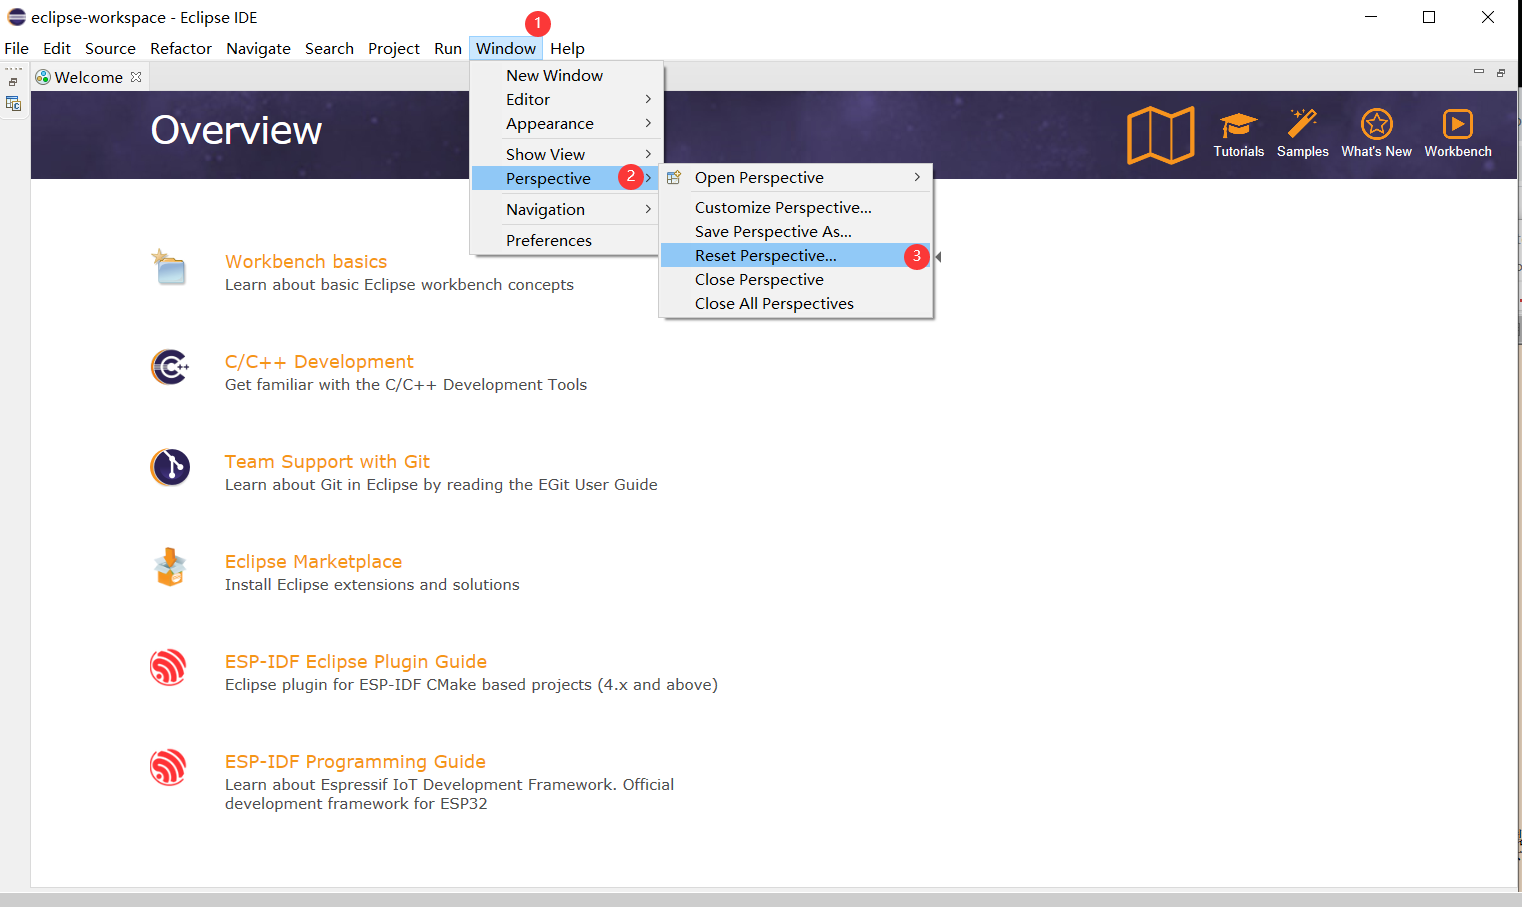 eclipse-workspace - Eclipse IDE
1
File Edit Source Refactor Navigate Search Project Run Window Help
Welcome
New Window
Editor
Appearance
Show View
Perspective 2
Navigation
Preferences
Open Perspective
Customize Perspective...
Save Perspective As...
Reset Perspective... 3
Close Perspective
Close All Perspectives
Overview
Tutorials Samples What's New Workbench
Workbench basics
Learn about basic Eclipse workbench concepts
C/C++ Development
Get familiar with the C/C++ Development Tools
Team Support with Git
Learn about Git in Eclipse by reading the EGit User Guide
Eclipse Marketplace
Install Eclipse extensions and solutions
ESP-IDF Eclipse Plugin Guide
Eclipse plugin for ESP-IDF CMake based projects (4.x and above)
ESP-IDF Programming Guide
Learn about Espressif IoT Development Framework. Official
development framework for ESP32